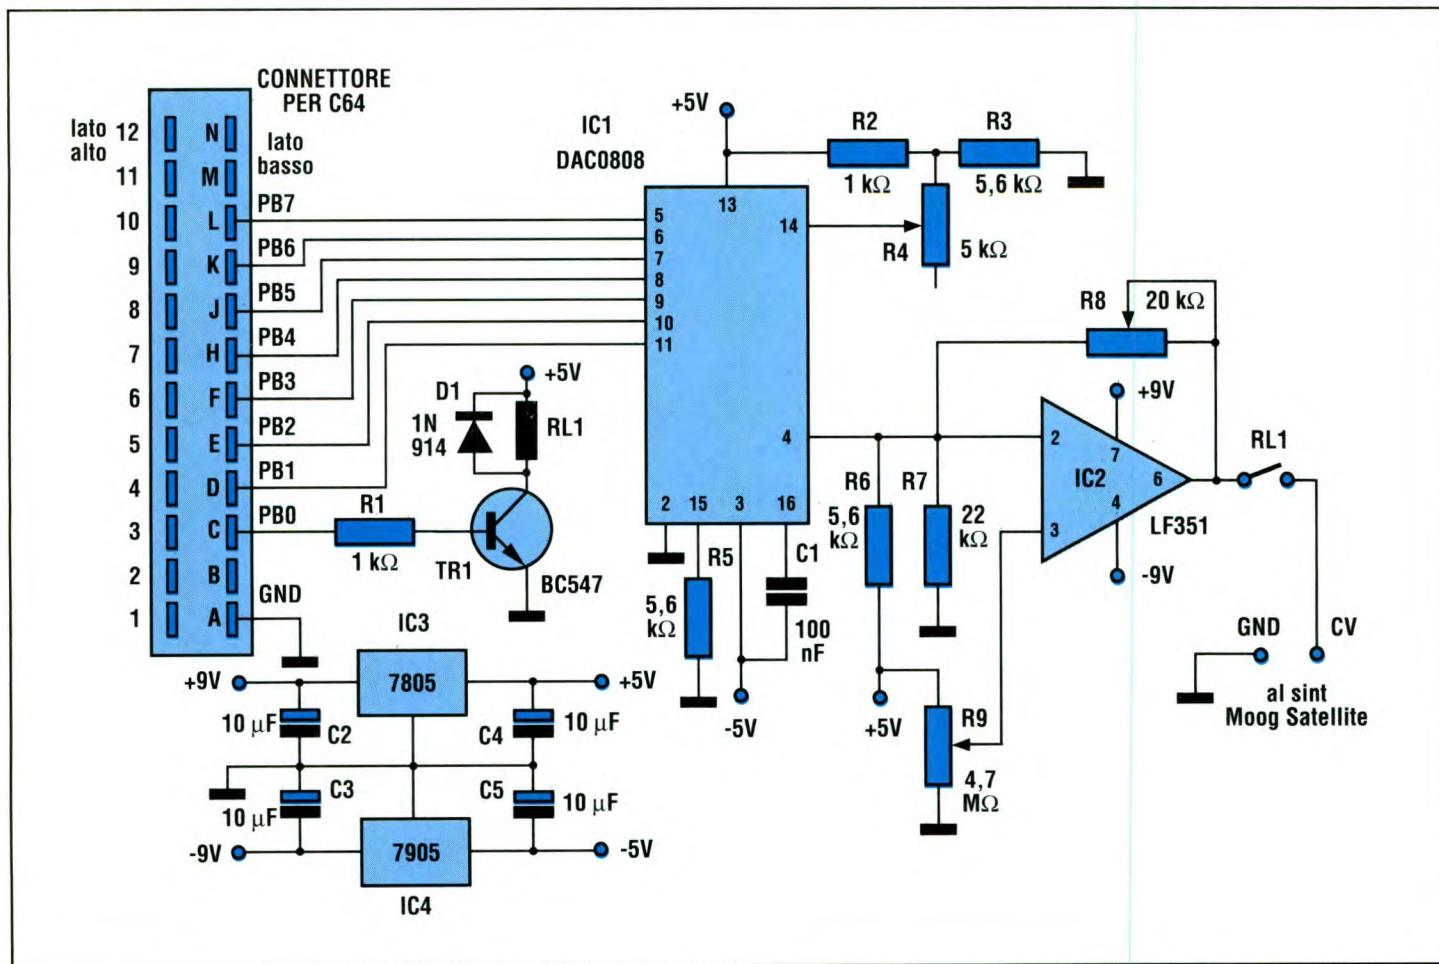 CONNETTORE
PER C64
lato
alto
lato
basso
12 N
11 M
10 L PB7
9 K PB6
8 J PB5
7 H PB4
6 F PB3
5 E PB2
4 D PB1
3 C PB0
2 B
1 A GND
R1
1 kΩ
D1
1N
914
+5V
RL1
TR1
BC547
IC1
DAC0808
+5V
13
14
5
6
7
8
9
10
11
4
2 15 3 16
R2
1 kΩ
R3
5,6 kΩ
R4
5 kΩ
R5
5,6
kΩ
C1
100
nF
-5V
R6
5,6
kΩ
R7
22
kΩ
+5V
R8
20 kΩ
R9
4,7
MΩ
+9V
2
7
IC2
6
4
3
LF351
-9V
RL1
GND CV
al sint
Moog Satellite
IC3
+9V
7805
+5V
10 µF
C2
C4
10 µF
C3
10 µF
C5
10 µF
-9V
7905
-5V
IC4